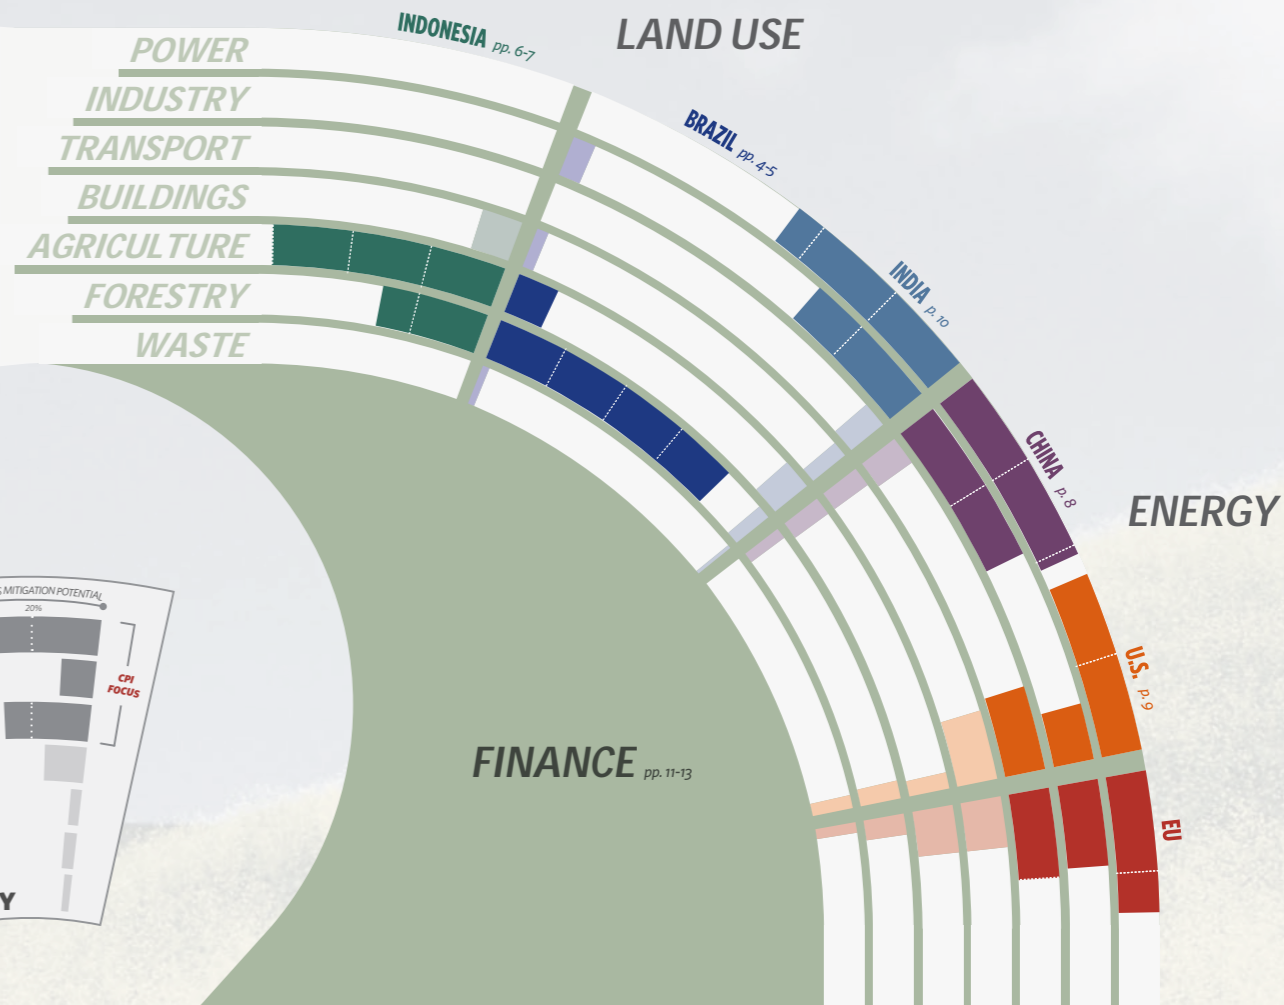 LAND USE
INDONESIA pp. 6-7
POWER
INDUSTRY
TRANSPORT
BUILDINGS
AGRICULTURE
FORESTRY
WASTE
BRAZIL pp. 4-5
INDIA p. 10
CHINA p. 8
ENERGY
U.S. p. 9
EU
FINANCE pp. 11-13
MITIGATION POTENTIAL
20%
CPI
FOCUS
Y